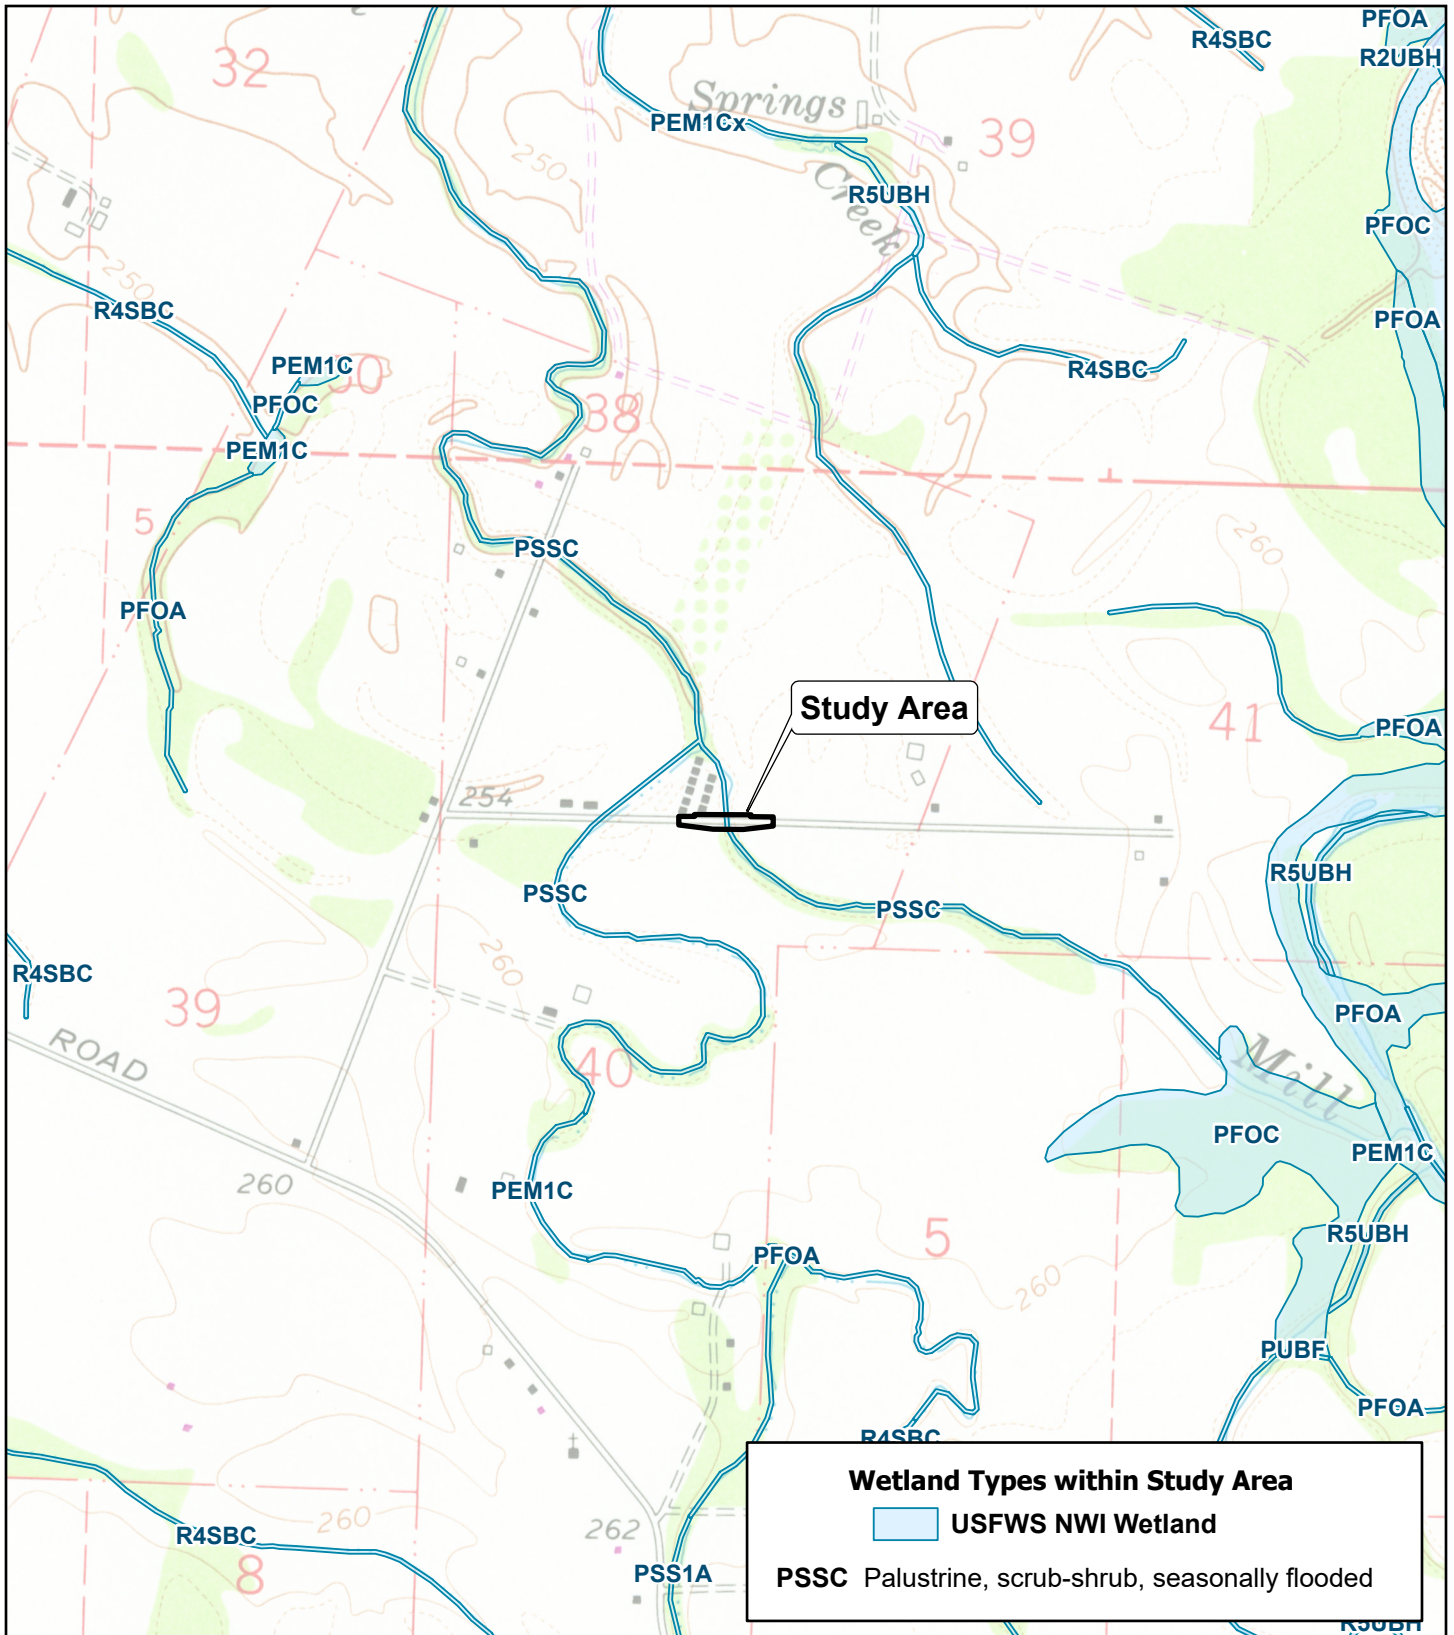 PFOA
32
R4SBC
R2UBH
Springs
PEM1Cx
39
250
Creek
R5UBH
PFOC
250
R4SBC
PFOA
PEM1C
30
R4SBC
PFOC
38
PEM1C
5
PSSC
260
PFOA
Study Area
41
PFOA
254
R5UBH
PSSC
PSSC
260
R4SBC
39
PFOA
ROAD
40
Mill
PFOC
PEM1C
260
PEM1C
5
R5UBH
PFOA
260
PUBF
PFOA
R4SBC
Wetland Types within Study Area
USFWS NWI Wetland
PSSC Palustrine, scrub-shrub, seasonally flooded
260
262
R4SBC
8
PSS1A
R5UBH